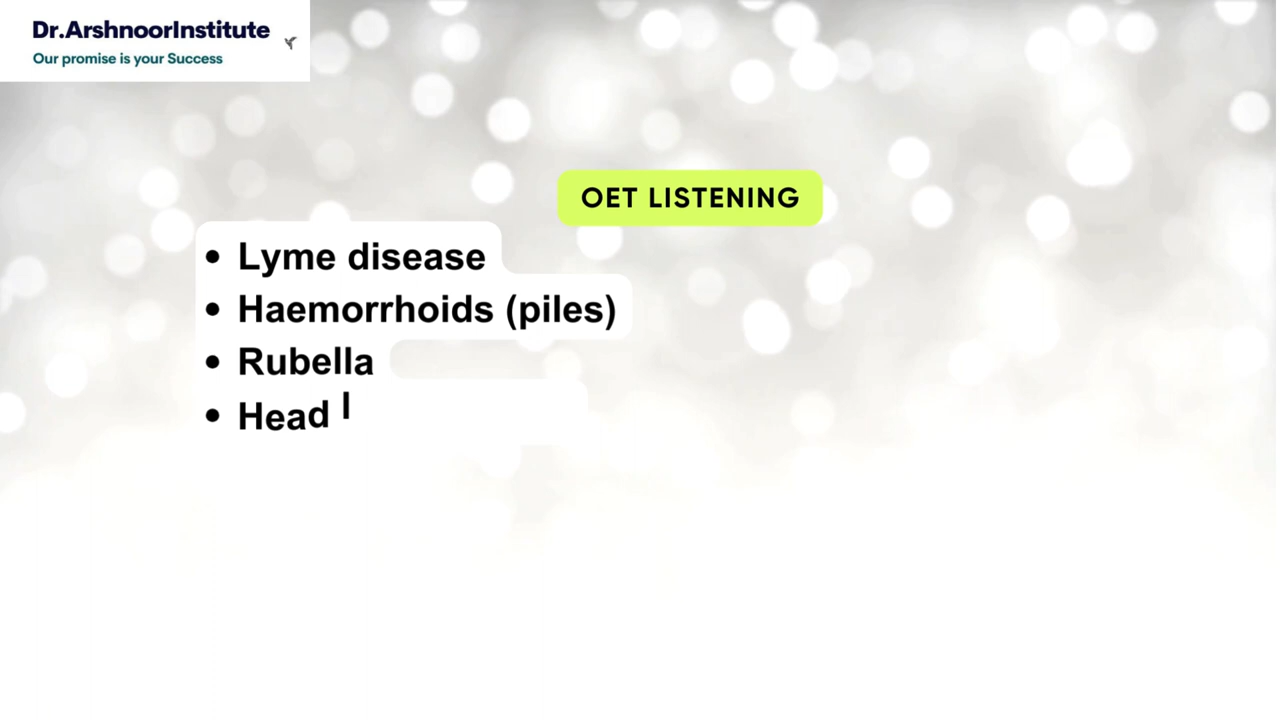 Dr.ArshnoorInstitute
Our promise is your Success
OET LISTENING
• Lyme disease
• Haemorrhoids (piles)
• Rubella
• Head l